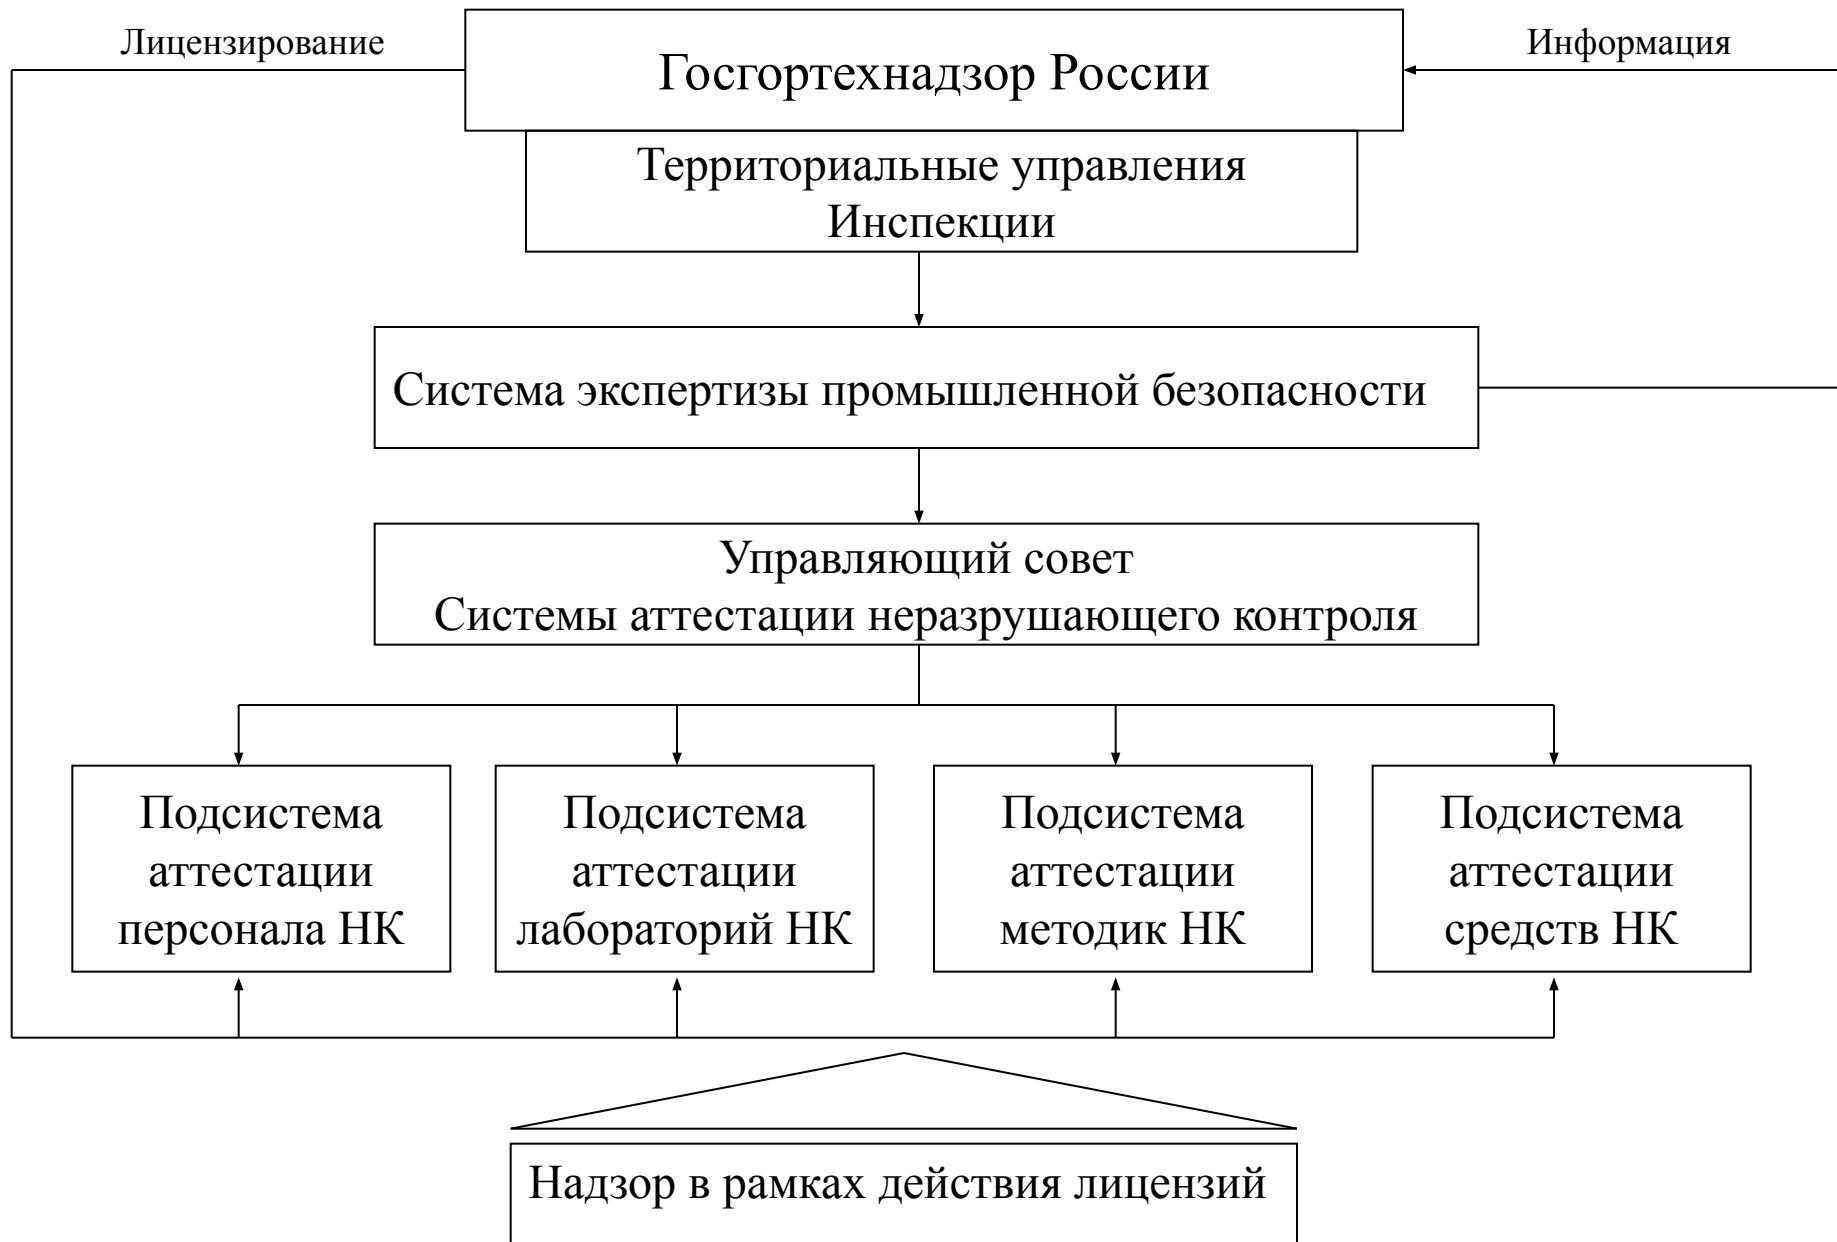 Лицензирование
Информация
Госгортехнадзор России
Территориальные управления
Инспекции
Система экспертизы промышленной безопасности
Управляющий совет
Системы аттестации неразрушающего контроля
Подсистема
аттестации
персонала НК
Подсистема
аттестации
лабораторий НК
Подсистема
аттестации
методик НК
Подсистема
аттестации
средств НК
Надзор в рамках действия лицензий